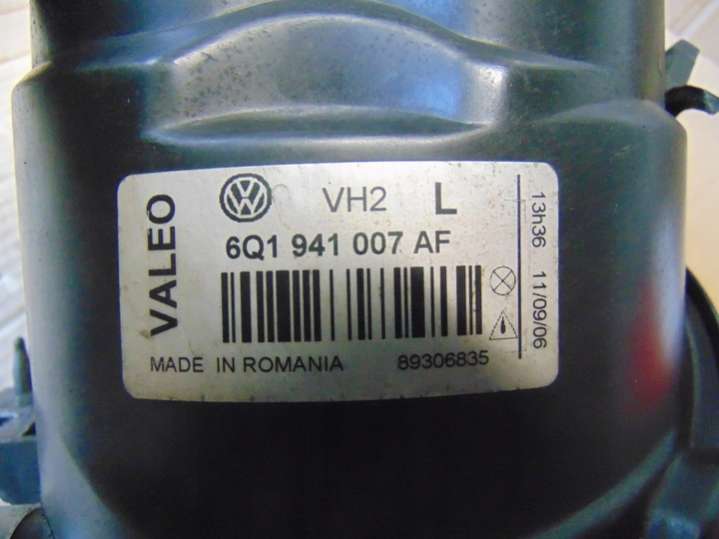 VALEO
VH2 L
6Q1 941 007 AF
MADE IN ROMANIA 89306835
13h36 11/09/06